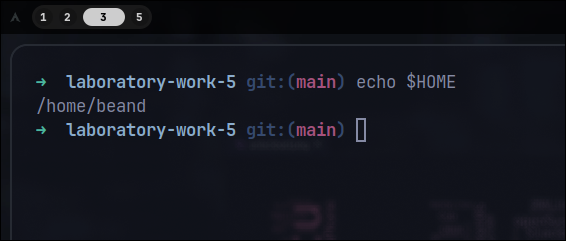 1 2 3 5
➜ laboratory-work-5 git:(main) echo $HOME
/home/beand
➜ laboratory-work-5 git:(main)